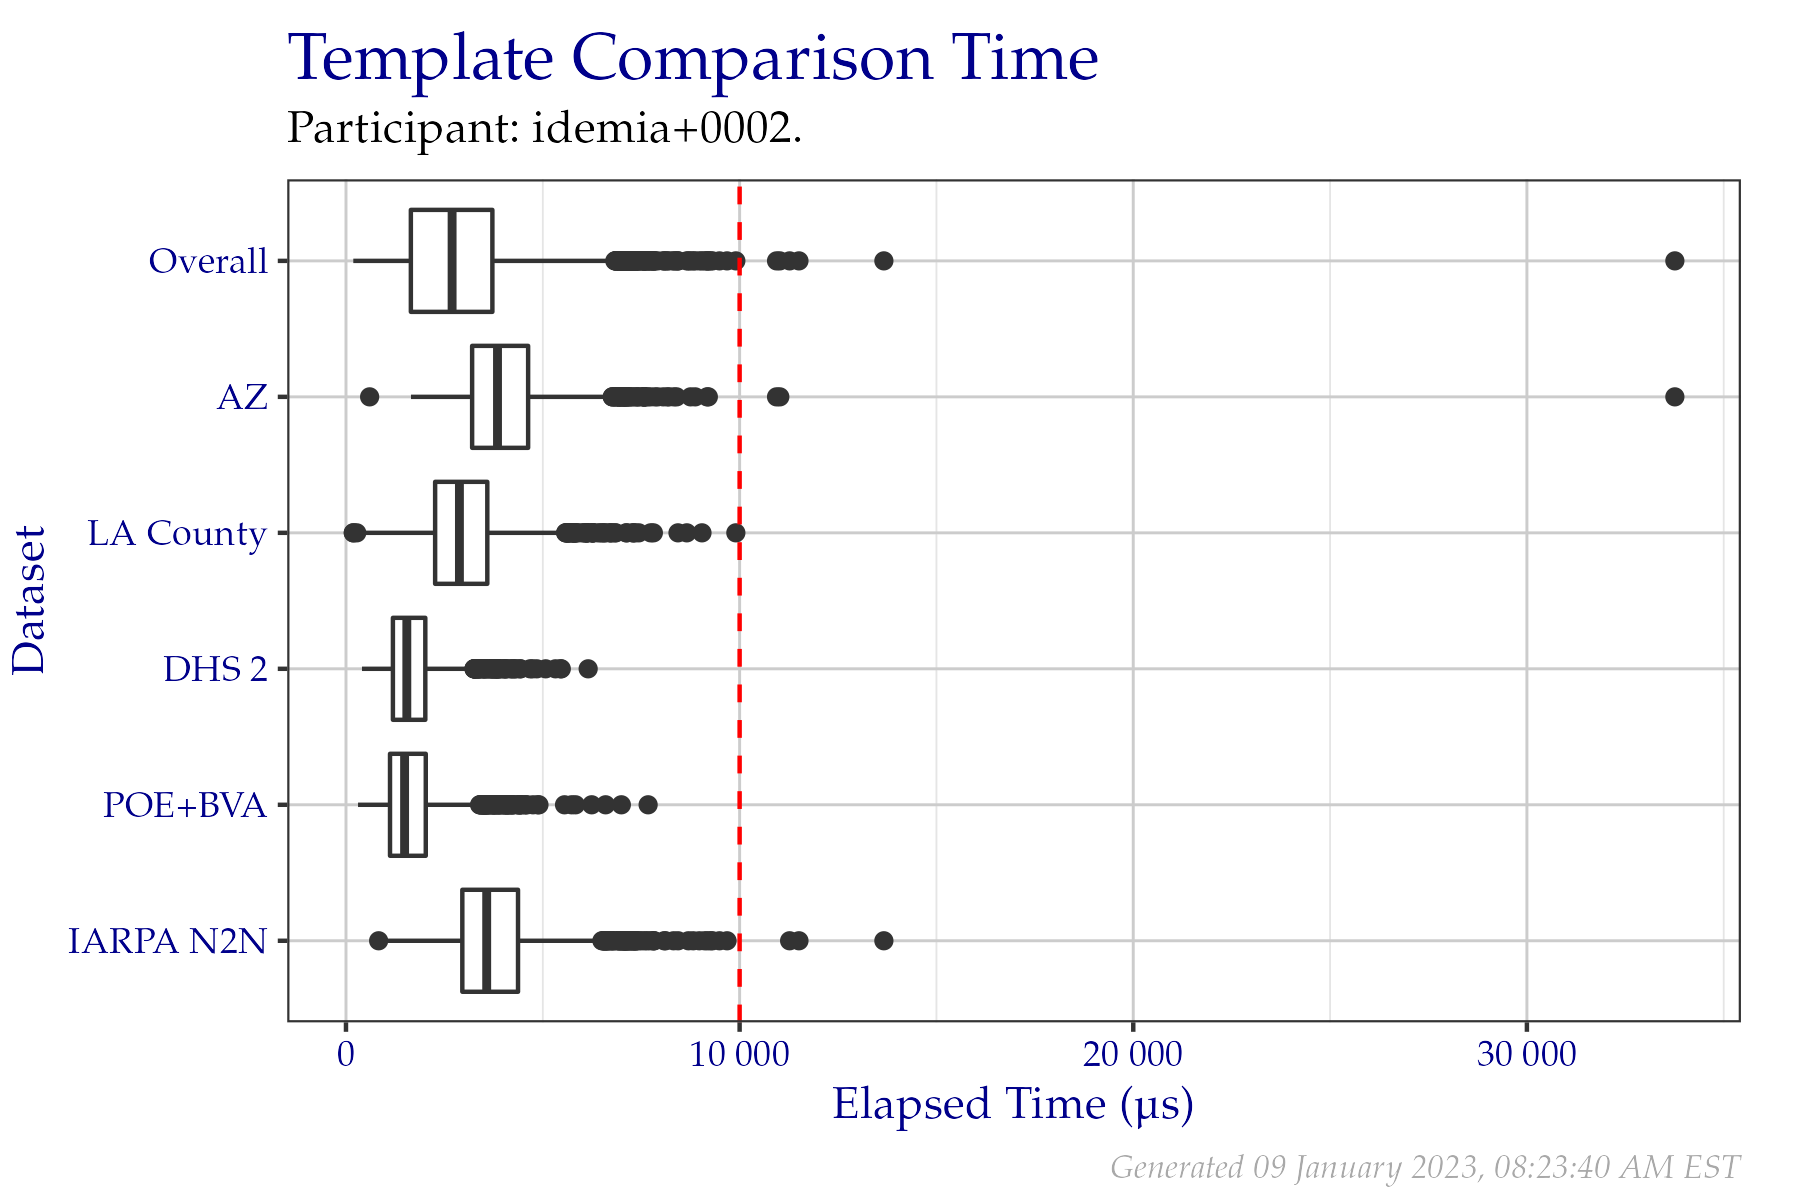 Template Comparison Time
Participant: idemia+0002.
Dataset
Overall
AZ
LA County
DHS 2
POE+BVA
IARPA N2N
0 10 000 20 000 30 000
Elapsed Time (µs)
Generated 09 January 2023, 08:23:40 AM EST